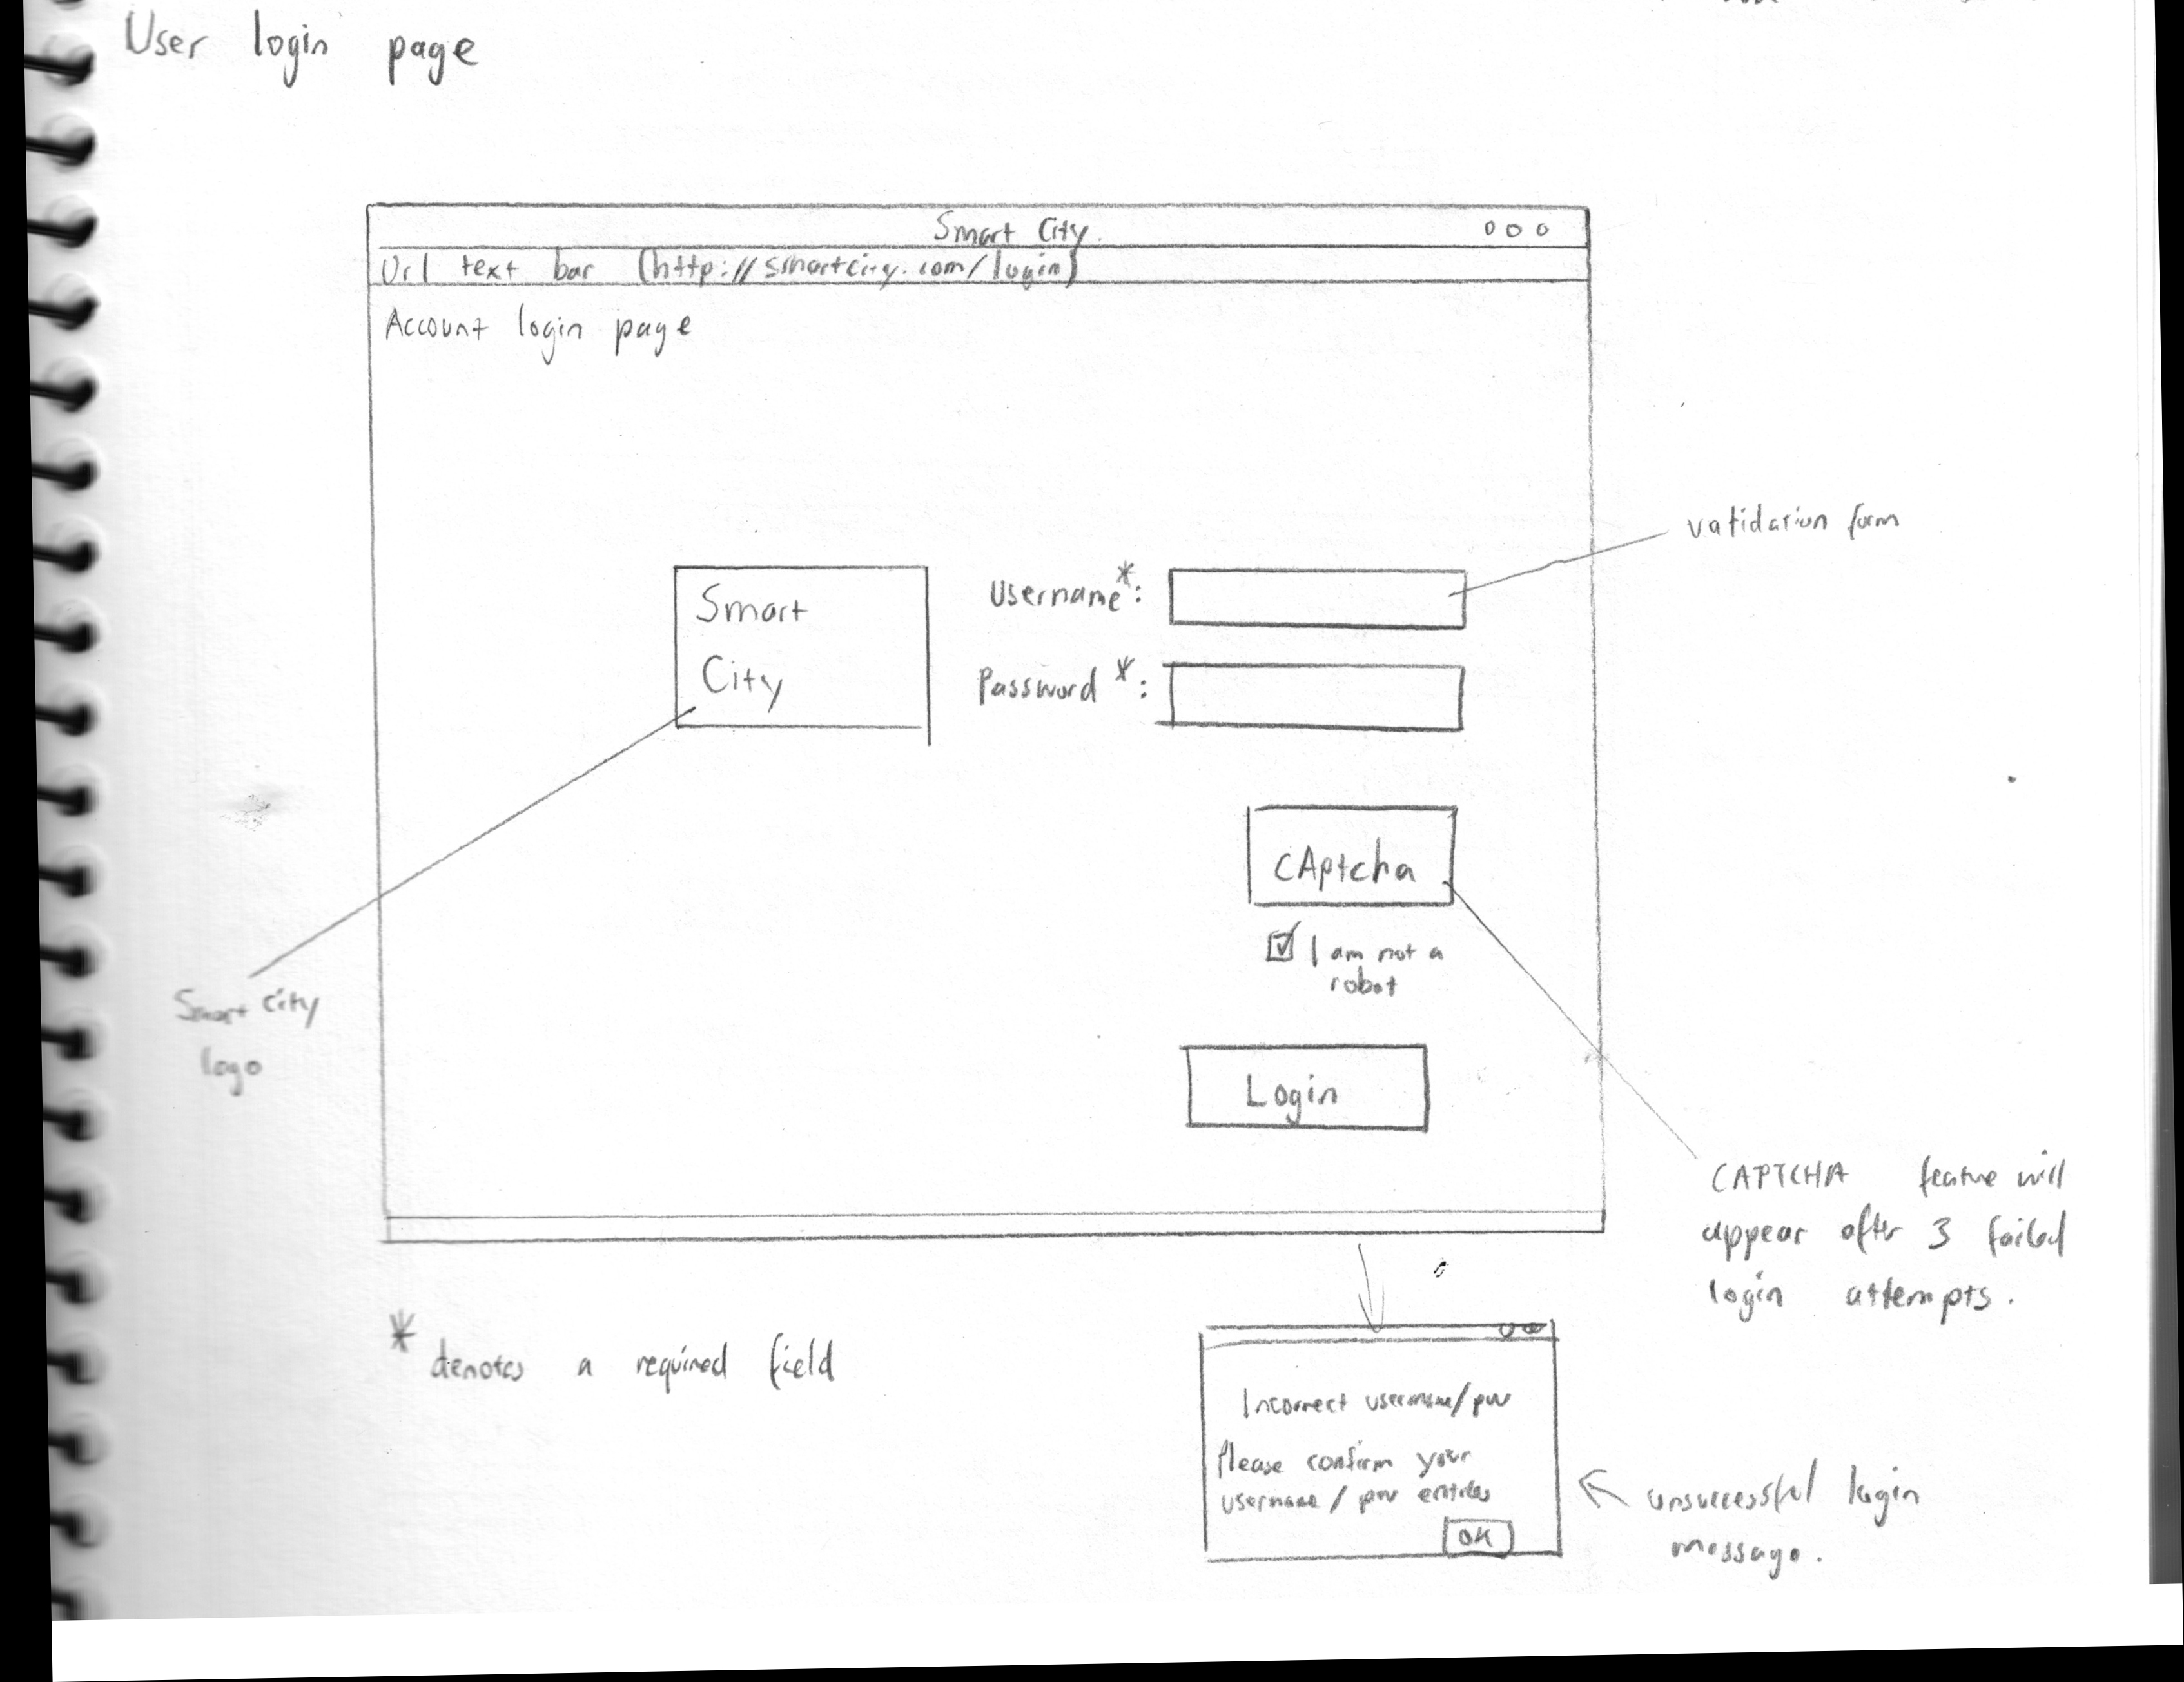 User login page
Smart City
Url text bar (http://smartcity.com/login)
Account login page
validation form
Smart
City
Username*:
Password *:
CAptcha
I am not a
robot
Smart City
logo
Login
CAPTCHA feature will
appear after 3 failed
login attempts.
* denotes a required field
Incorrect username/pw
Please confirm your
username/ pw entries
OK
unsuccessful login
message.